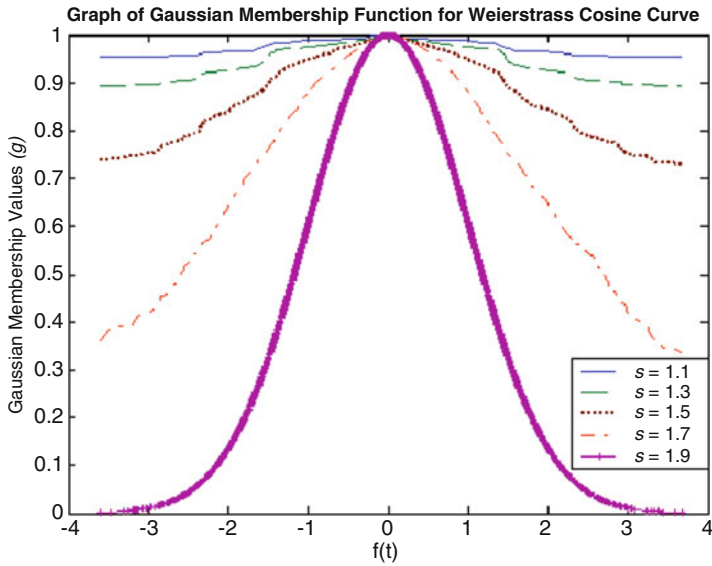 Graph of Gaussian Membership Function for Weierstrass Cosine Curve
Gaussian Membership Values (g)
1
0.9
0.8
0.7
0.6
0.5
0.4
0.3
0.2
0.1
0
-4
-3
-2
-1
0
1
2
3
4
f(t)
s = 1.1
s = 1.3
s = 1.5
s = 1.7
s = 1.9